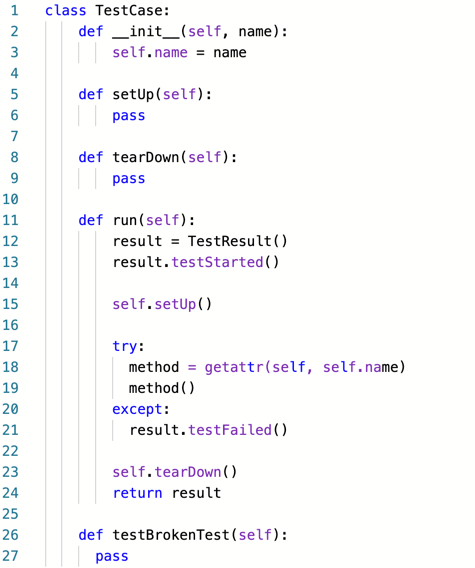 1 class TestCase:
2     def __init__(self, name):
3         self.name = name
4
5     def setUp(self):
6         pass
7
8     def tearDown(self):
9         pass
10
11     def run(self):
12         result = TestResult()
13         result.testStarted()
14
15         self.setUp()
16
17         try:
18           method = getattr(self, self.name)
19           method()
20         except:
21           result.testFailed()
22
23         self.tearDown()
24         return result
25
26     def testBrokenTest(self):
27       pass